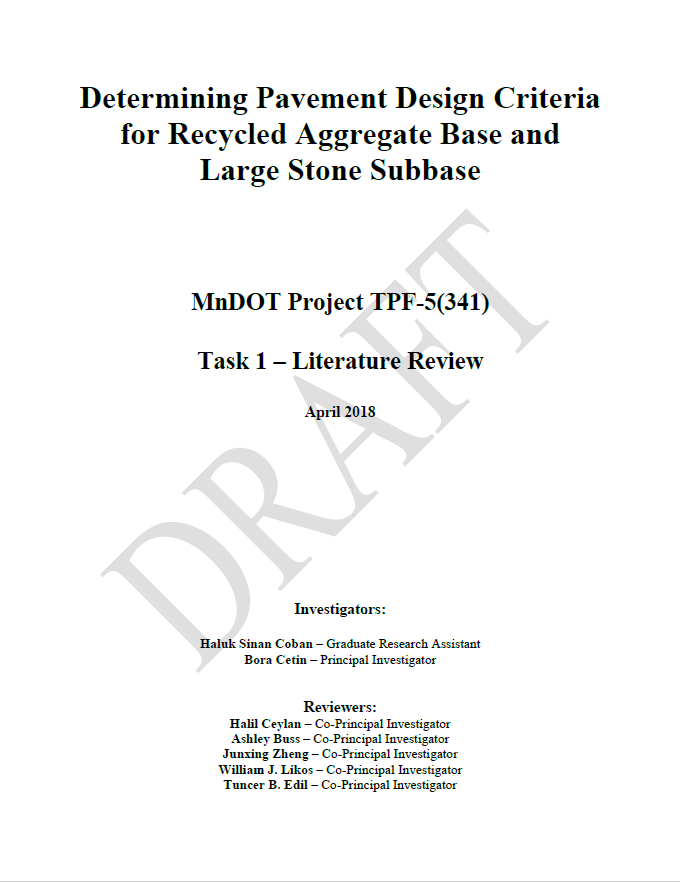 Determining Pavement Design Criteria
for Recycled Aggregate Base and
Large Stone Subbase
MnDOT Project TPF-5(341)
Task 1 – Literature Review
April 2018
DRAFT
Investigators:
Haluk Sinan Coban – Graduate Research Assistant
Bora Cetin – Principal Investigator
Reviewers:
Halil Ceylan – Co-Principal Investigator
Ashley Buss – Co-Principal Investigator
Junxing Zheng – Co-Principal Investigator
William J. Likos – Co-Principal Investigator
Tuncer B. Edil – Co-Principal Investigator